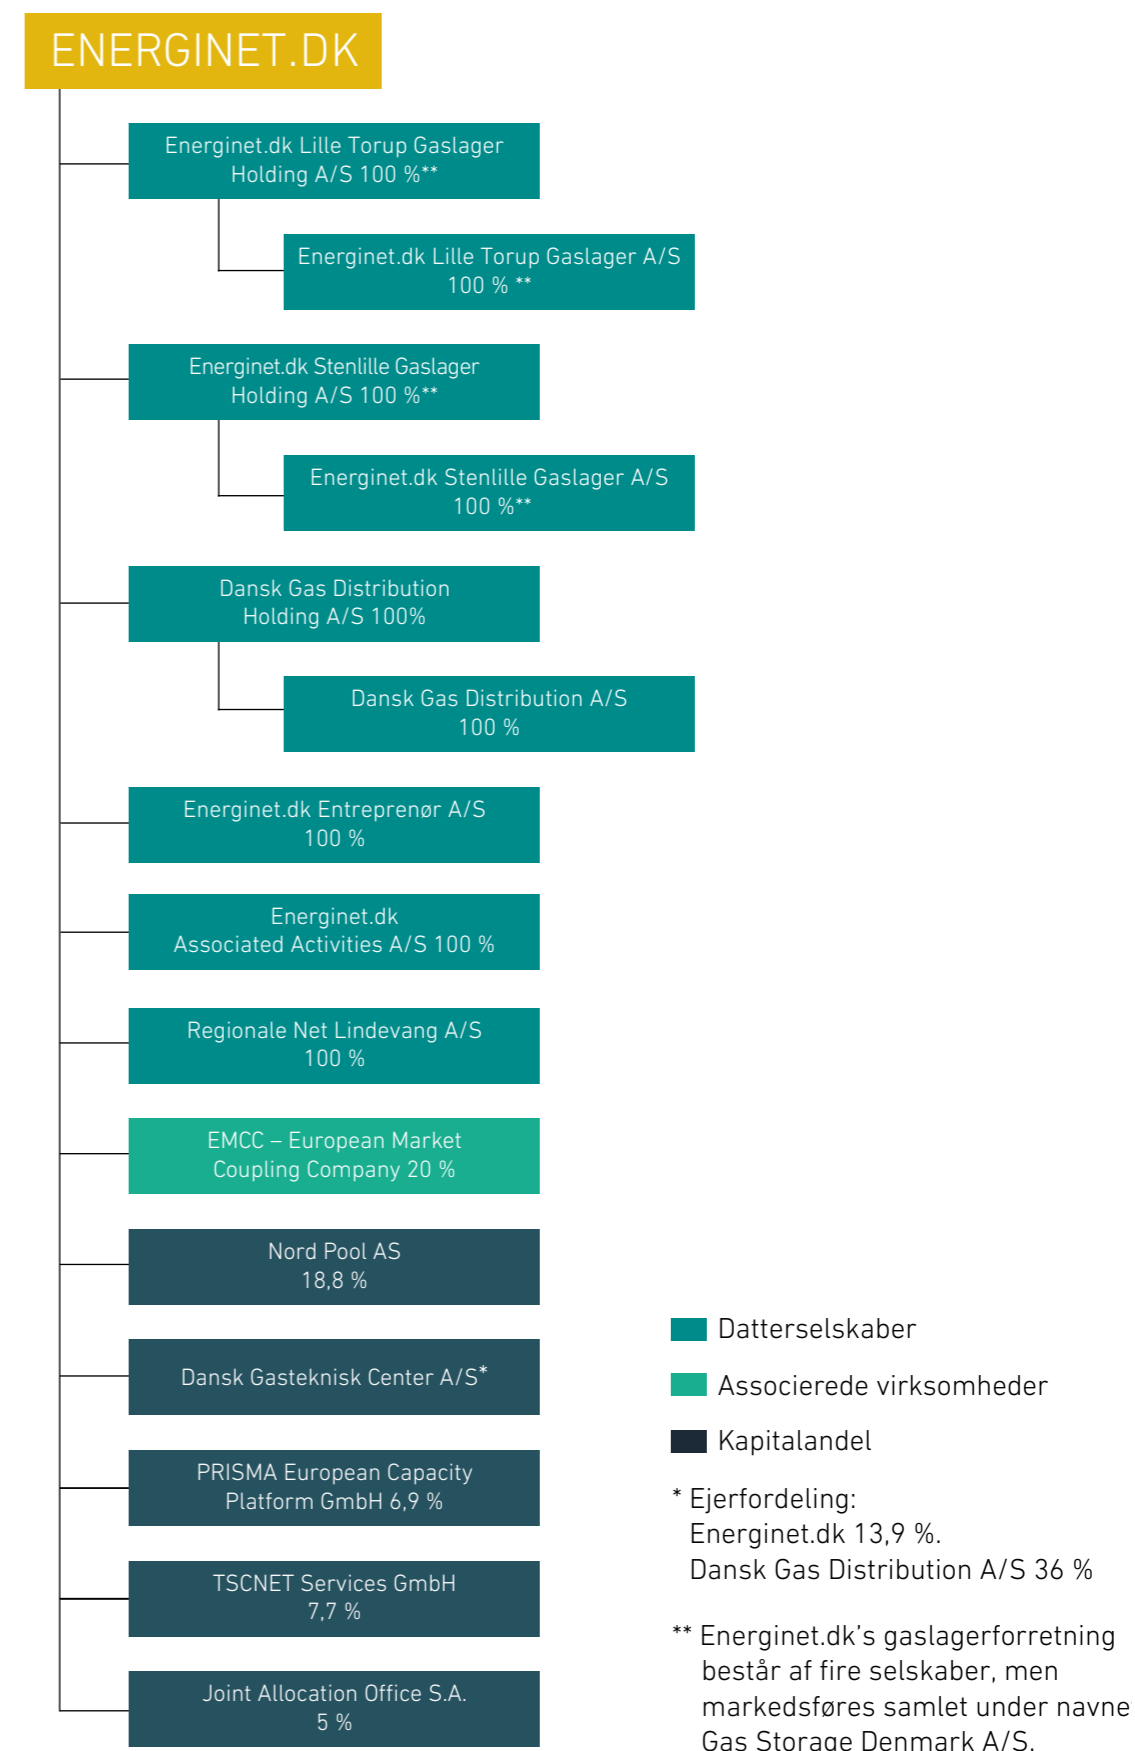 ENERGINET.DK
Energinet.dk Lille Torup Gaslager
Holding A/S 100 %**
Energinet.dk Lille Torup Gaslager A/S
100 % **
Energinet.dk Stenlille Gaslager
Holding A/S 100 %**
Energinet.dk Stenlille Gaslager A/S
100 %**
Dansk Gas Distribution
Holding A/S 100%
Dansk Gas Distribution A/S
100 %
Energinet.dk Entreprenør A/S
100 %
Energinet.dk
Associated Activities A/S 100 %
Regionale Net Lindevang A/S
100 %
EMCC – European Market
Coupling Company 20 %
Nord Pool AS
18,8 %
Dansk Gasteknisk Center A/S*
PRISMA European Capacity
Platform GmbH 6,9 %
TSCNET Services GmbH
7,7 %
Joint Allocation Office S.A.
5 %
Datterselskaber
Associerede virksomheder
Kapitalandel
* Ejerfordeling:
Energinet.dk 13,9 %.
Dansk Gas Distribution A/S 36 %
** Energinet.dk's gaslagerforretning
består af fire selskaber, men
markedsføres samlet under navne
Gas Storage Denmark A/S.